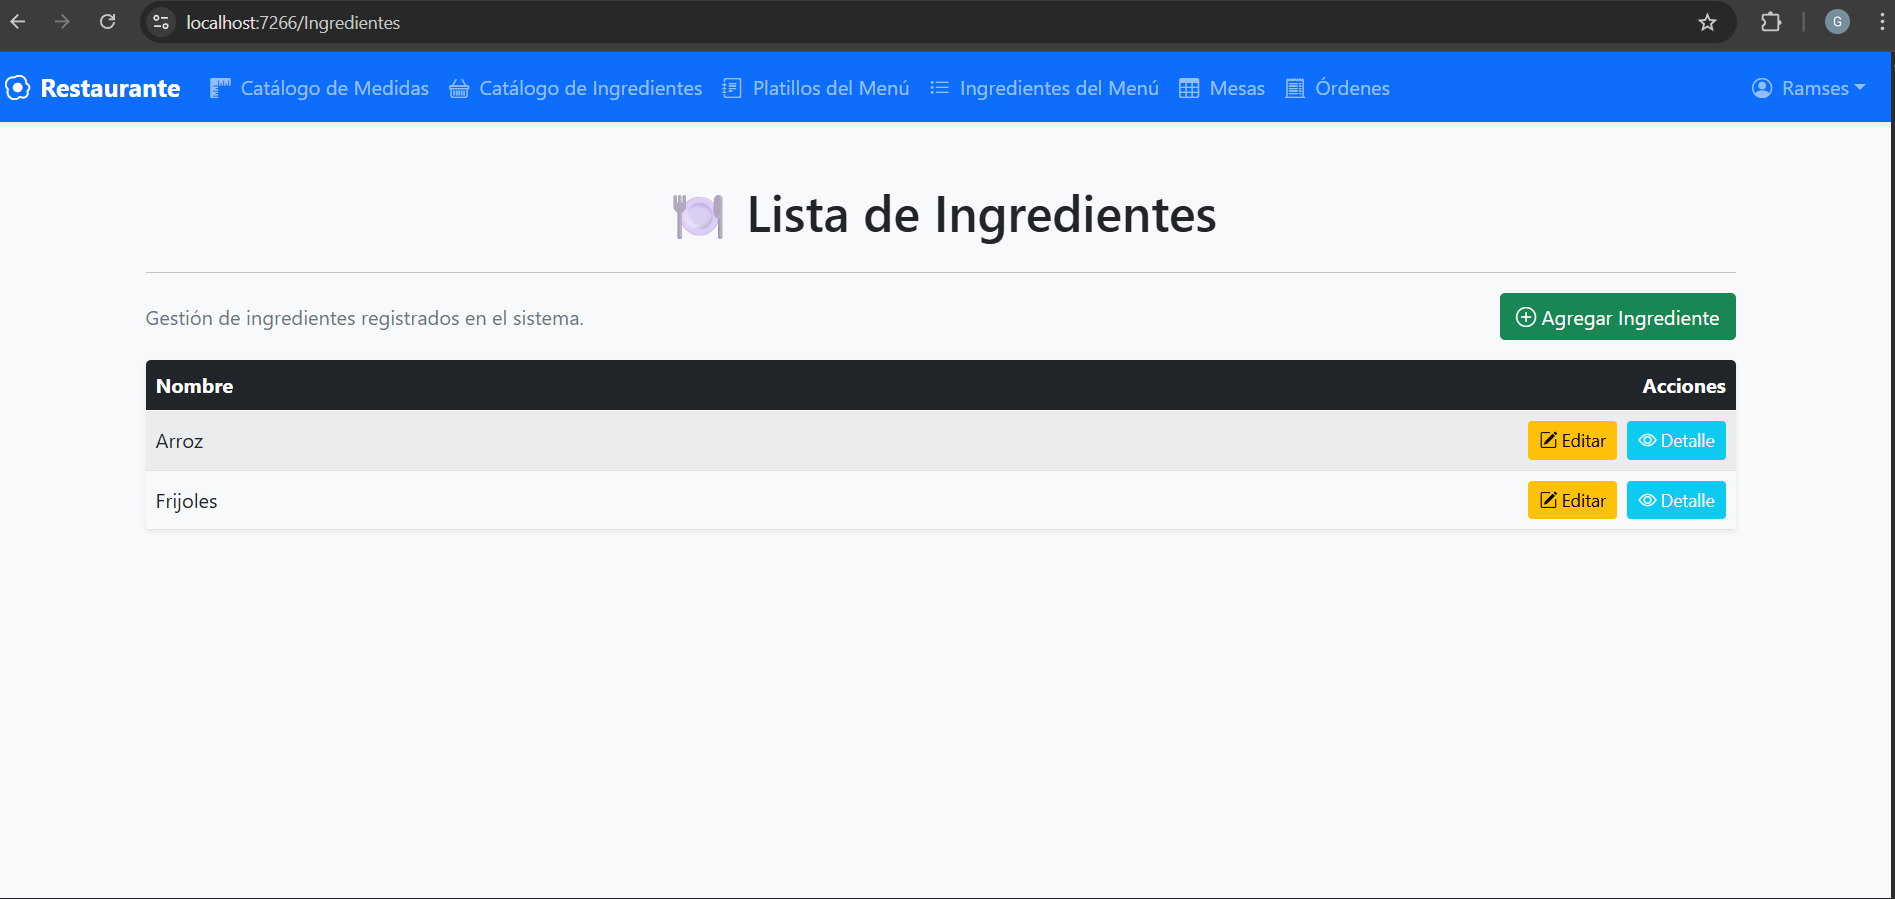 localhost:7266/Ingredientes
G
Restaurante Catálogo de Medidas Catálogo de Ingredientes Platillos del Menú Ingredientes del Menú Mesas Órdenes Ramses
Lista de Ingredientes
Gestión de ingredientes registrados en el sistema. Agregar Ingrediente
Nombre Acciones
Arroz Editar Detalle
Frijoles Editar Detalle